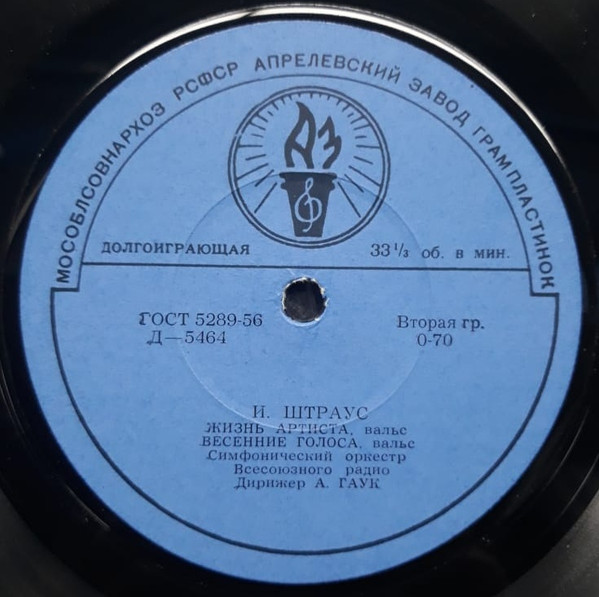 МОСОБЛСОВНАРХОЗ РСФСР АПРЕЛЕВСКИЙ ЗАВОД ГРАМПЛАСТИНОК
АЗ
ДОЛГОИГРАЮЩАЯ 33 1/3 об. в мин.
ГОСТ 5289-56 Вторая гр.
Д—5464 0-70
И. ШТРАУС
ЖИЗНЬ АРТИСТА, вальс
ВЕСЕННИЕ ГОЛОСА, вальс
Симфонический оркестр
Всесоюзного радио
Дирижер А. ГАУК